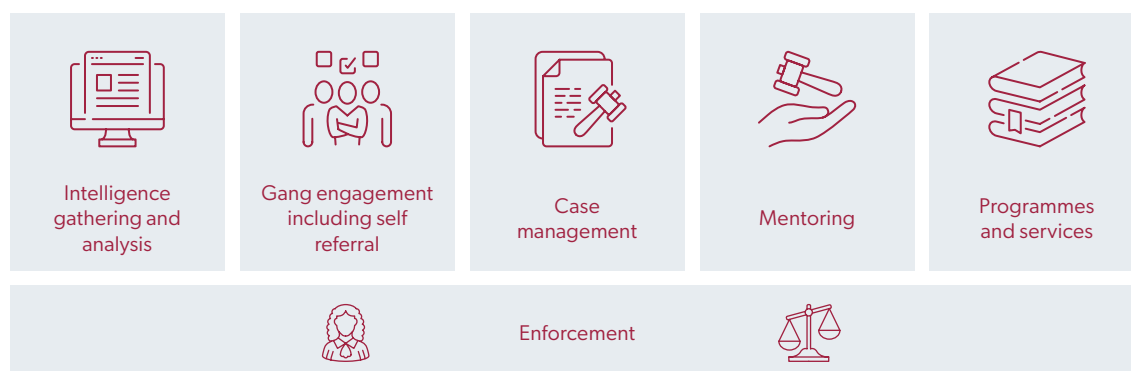 Intelligence
gathering and
analysis
Gang engagement
including self
referral
Case
management
Mentoring
Programmes
and services
Enforcement